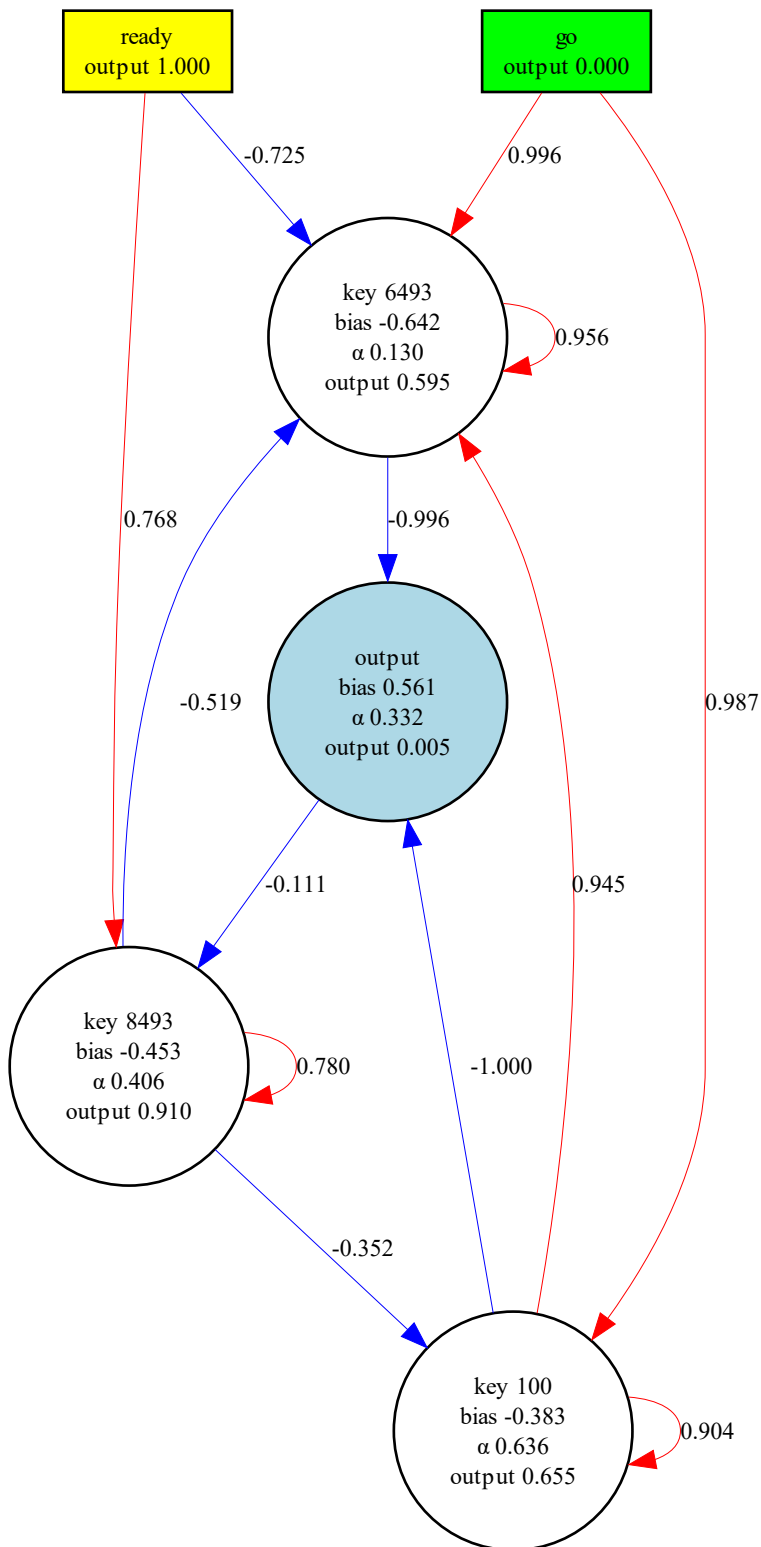 ready
output 1.000
go
output 0.000
-0.725
0.996
key 6493
bias -0.642
α 0.130
output 0.595
0.956
0.768
-0.996
output
bias 0.561
α 0.332
output 0.005
-0.519
0.987
-0.111
0.945
key 8493
bias -0.453
α 0.406
output 0.910
0.780
-1.000
-0.352
key 100
bias -0.383
α 0.636
output 0.655
0.904